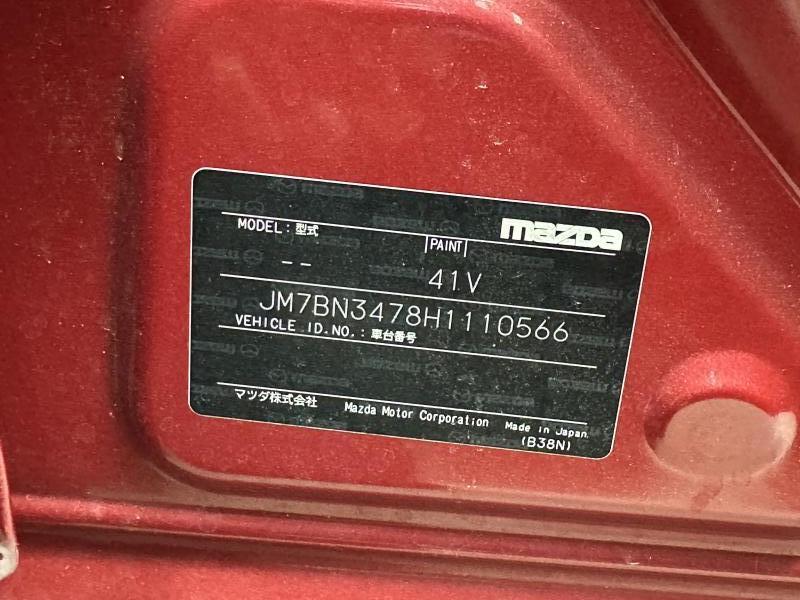 mazda
MODEL: 型式
PAINT
-- 41V
JM7BN3478H1110566
VEHICLE I.D.NO.: 車台番号
マツダ株式会社 Mazda Motor Corporation Made in Japan
(B38N)